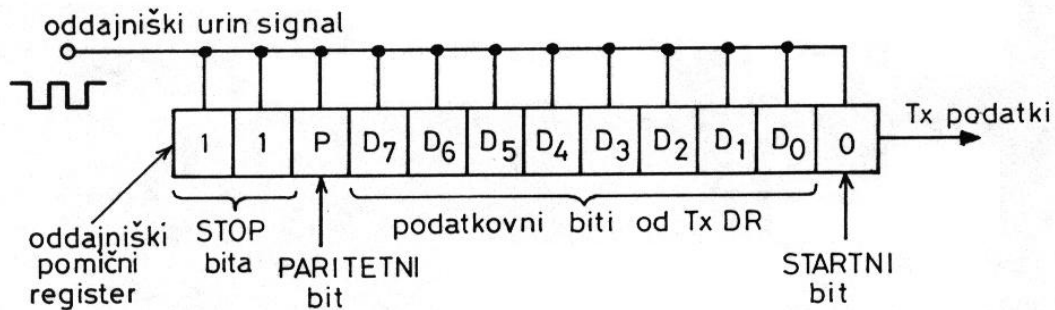 oddajniški urin signal
Tx podatki
1 1 P D7 D6 D5 D4 D3 D2 D1 D0 0
oddajniški
pomični
register
STOP
bita
PARITETNI
bit
podatkovni biti od Tx DR
STARTNI
bit